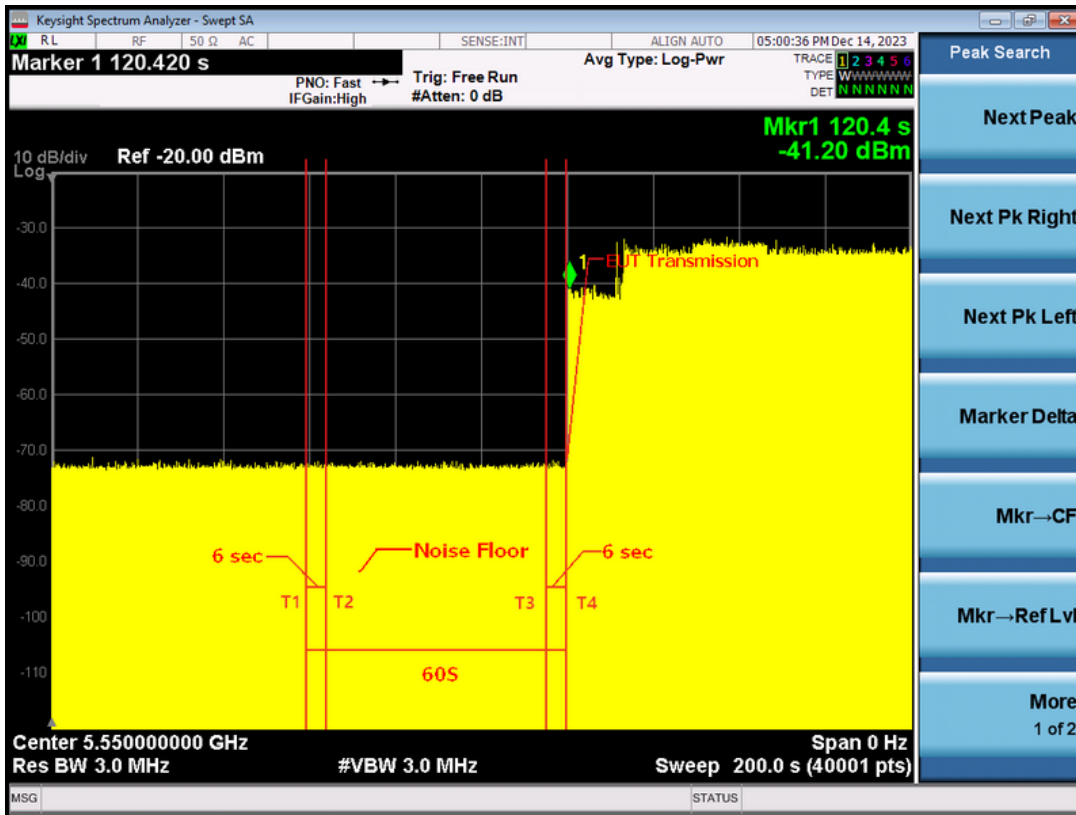 Keysight Spectrum Analyzer - Swept SA
LXI RL RF 50 Ω AC SENSE:INT ALIGN AUTO 05:00:36 PM Dec 14, 2023
Marker 1 120.420 s
PNO: Fast
IFGain:High
Trig: Free Run
#Atten: 0 dB
Avg Type: Log-Pwr
TRACE 1 2 3 4 5 6
TYPE WWWWWW
DET N N N N N N
Mkr1 120.4 s
-41.20 dBm
10 dB/div Ref -20.00 dBm
Log
-30.0
-40.0
-50.0
-60.0
-70.0
-80.0
-90.0
-100
-110
1
EUT Transmission
6 sec
Noise Floor
6 sec
T1 T2 T3 T4
60S
Center 5.550000000 GHz Span 0 Hz
Res BW 3.0 MHz #VBW 3.0 MHz Sweep 200.0 s (40001 pts)
MSG STATUS
Peak Search
Next Peak
Next Pk Right
Next Pk Left
Marker Delta
Mkr→CF
Mkr→Ref Lvl
More
1 of 2